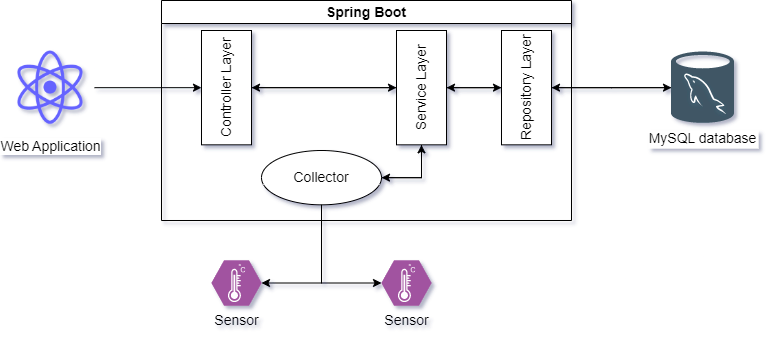 Spring Boot
Controller Layer
Service Layer
Repository Layer
Web Application
MySQL database
Collector
°C
°C
Sensor
Sensor